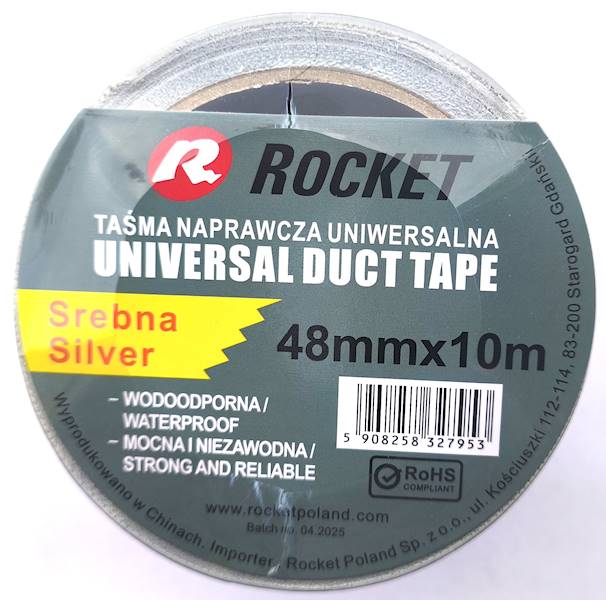 R ROCKET
TAŚMA NAPRAWCZA UNIWERSALNA
UNIVERSAL DUCT TAPE
Srebna
Silver
48mmx10m
– WODOODPORNA /
WATERPROOF
– MOCNA I NIEZAWODNA /
STRONG AND RELIABLE
5 908258 327953
RoHS
COMPLIANT
www.rocketpoland.com
Batch no. 04.2025
Wyprodukowano w Chinach. Importer: Rocket Poland Sp. z o.o., ul. Kościuszki 112-114, 83-200 Starogard Gdański